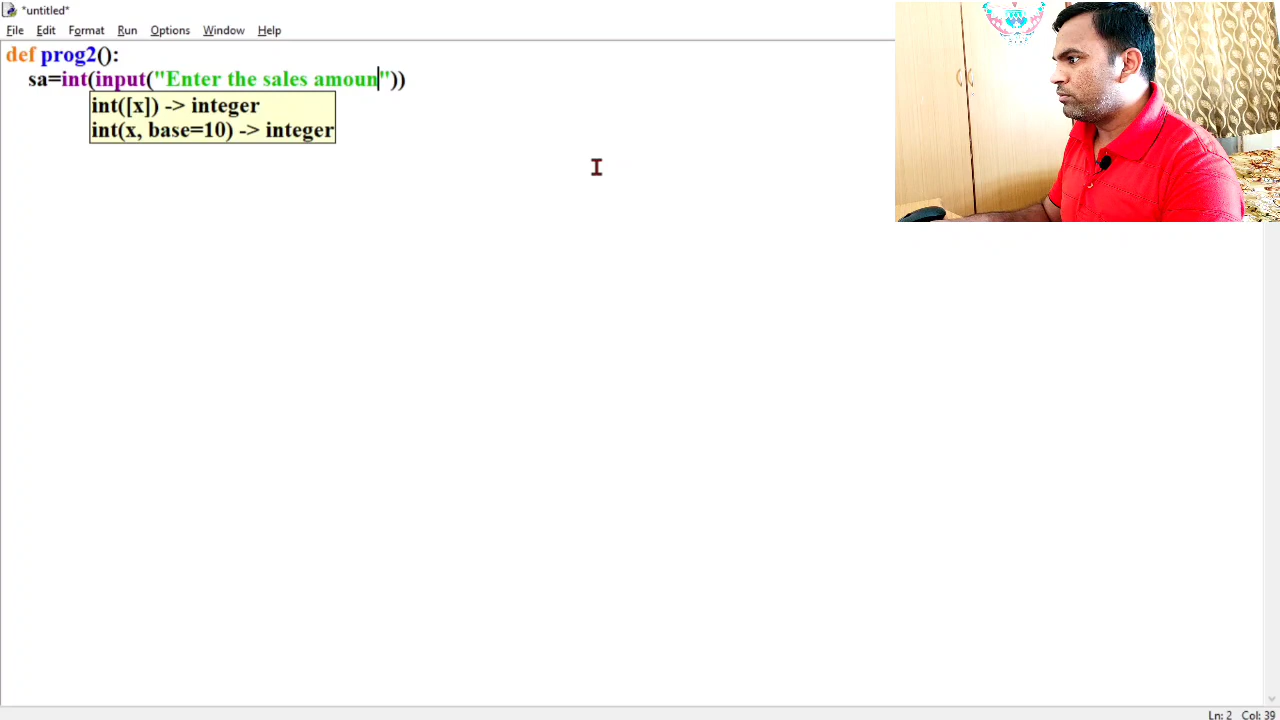 *untitled*
File Edit Format Run Options Window Help
def prog2():
sa=int(input("Enter the sales amoun"))
int([x]) -> integer
int(x, base=10) -> integer
Ln: 2 Col: 39